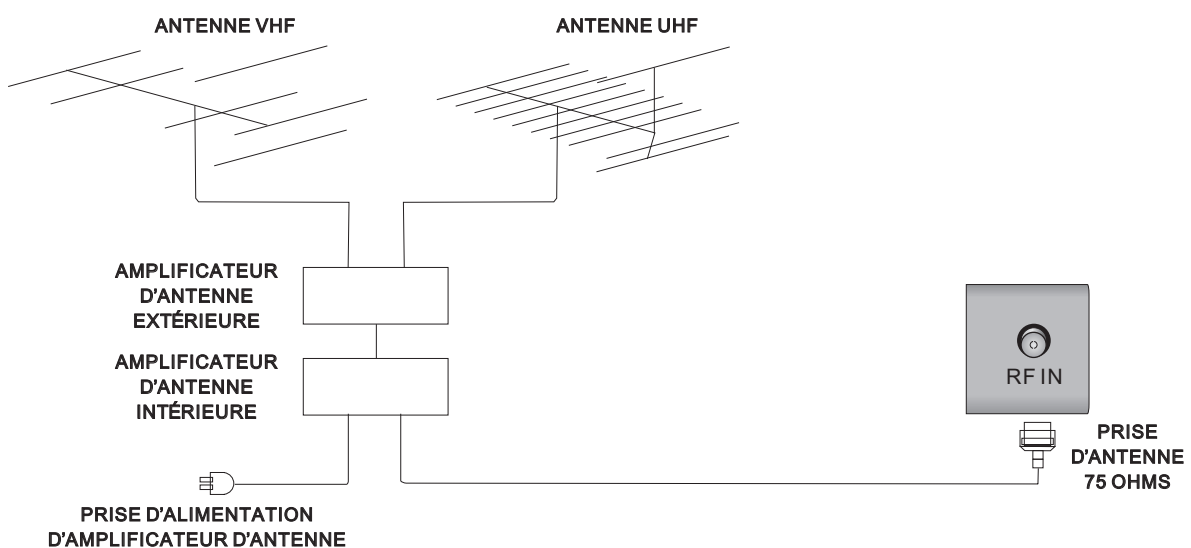 ANTENNE VHF
ANTENNE UHF
AMPLIFICATEUR
D'ANTENNE
EXTÉRIEURE
AMPLIFICATEUR
D'ANTENNE
INTÉRIEURE
RF IN
PRISE
D'ANTENNE
75 OHMS
PRISE D'ALIMENTATION
D'AMPLIFICATEUR D'ANTENNE